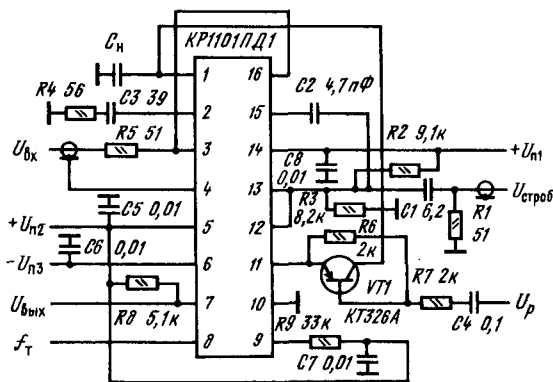 Cн
КР1101ПД1
R4 56
C3 39
1
16
C2 4,7 пФ
2
15
R5 51
R2 9,1к
Uвх
3
14
C8
0,01
+Uп1
4
13
R3
8,2к
C1 6,2
R1
51
Uстроб
C5 0,01
+Uп2
5
12
C6
0,01
R6
2к
-Uп3
6
11
VT1
КТ326А
R7 2к
Uвых
7
10
R8 5,1к
R9 33к
C4 0,1
Uр
fт
8
9
C7 0,01